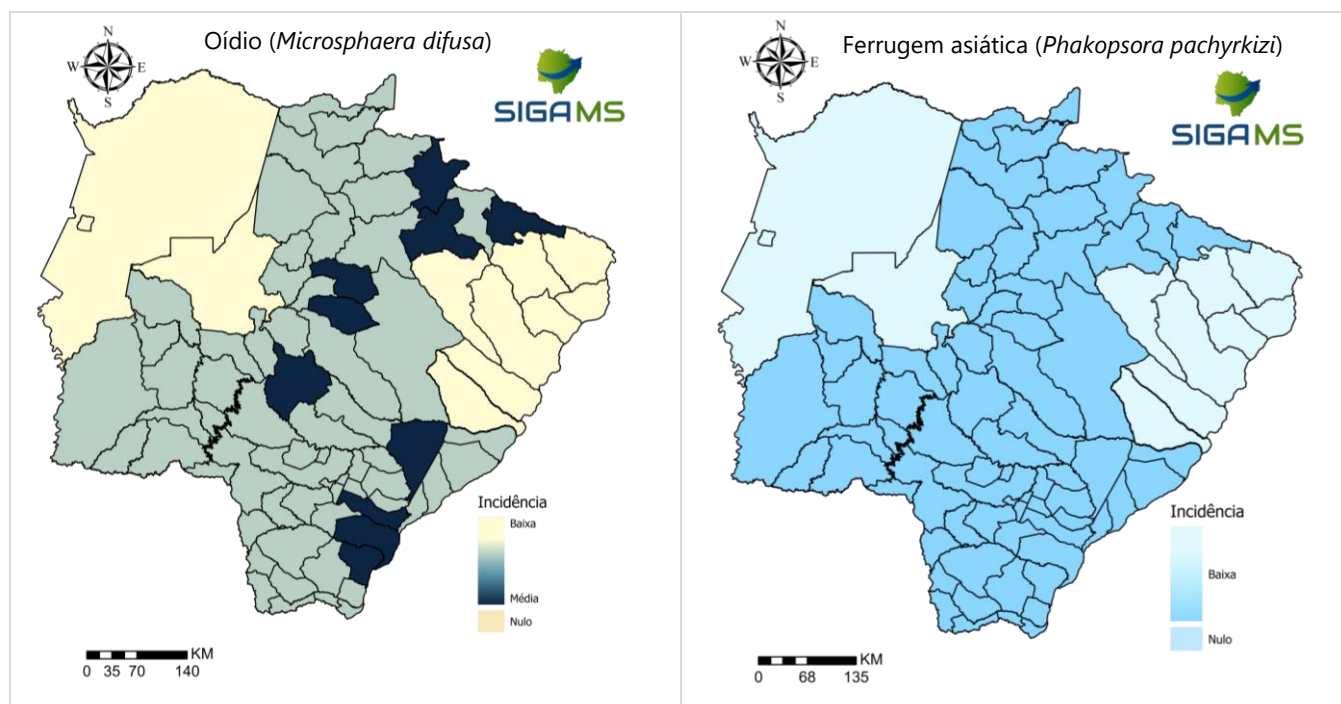 Oídio (Microsphaera difusa)
N
W E
S
SIGAMS
Incidência
Baixa
Média
Nulo
KM
0 35 70 140
Ferrugem asiática (Phakopsora pachyrkizi)
N
W E
S
SIGAMS
Incidência
Baixa
Nulo
KM
0 68 135